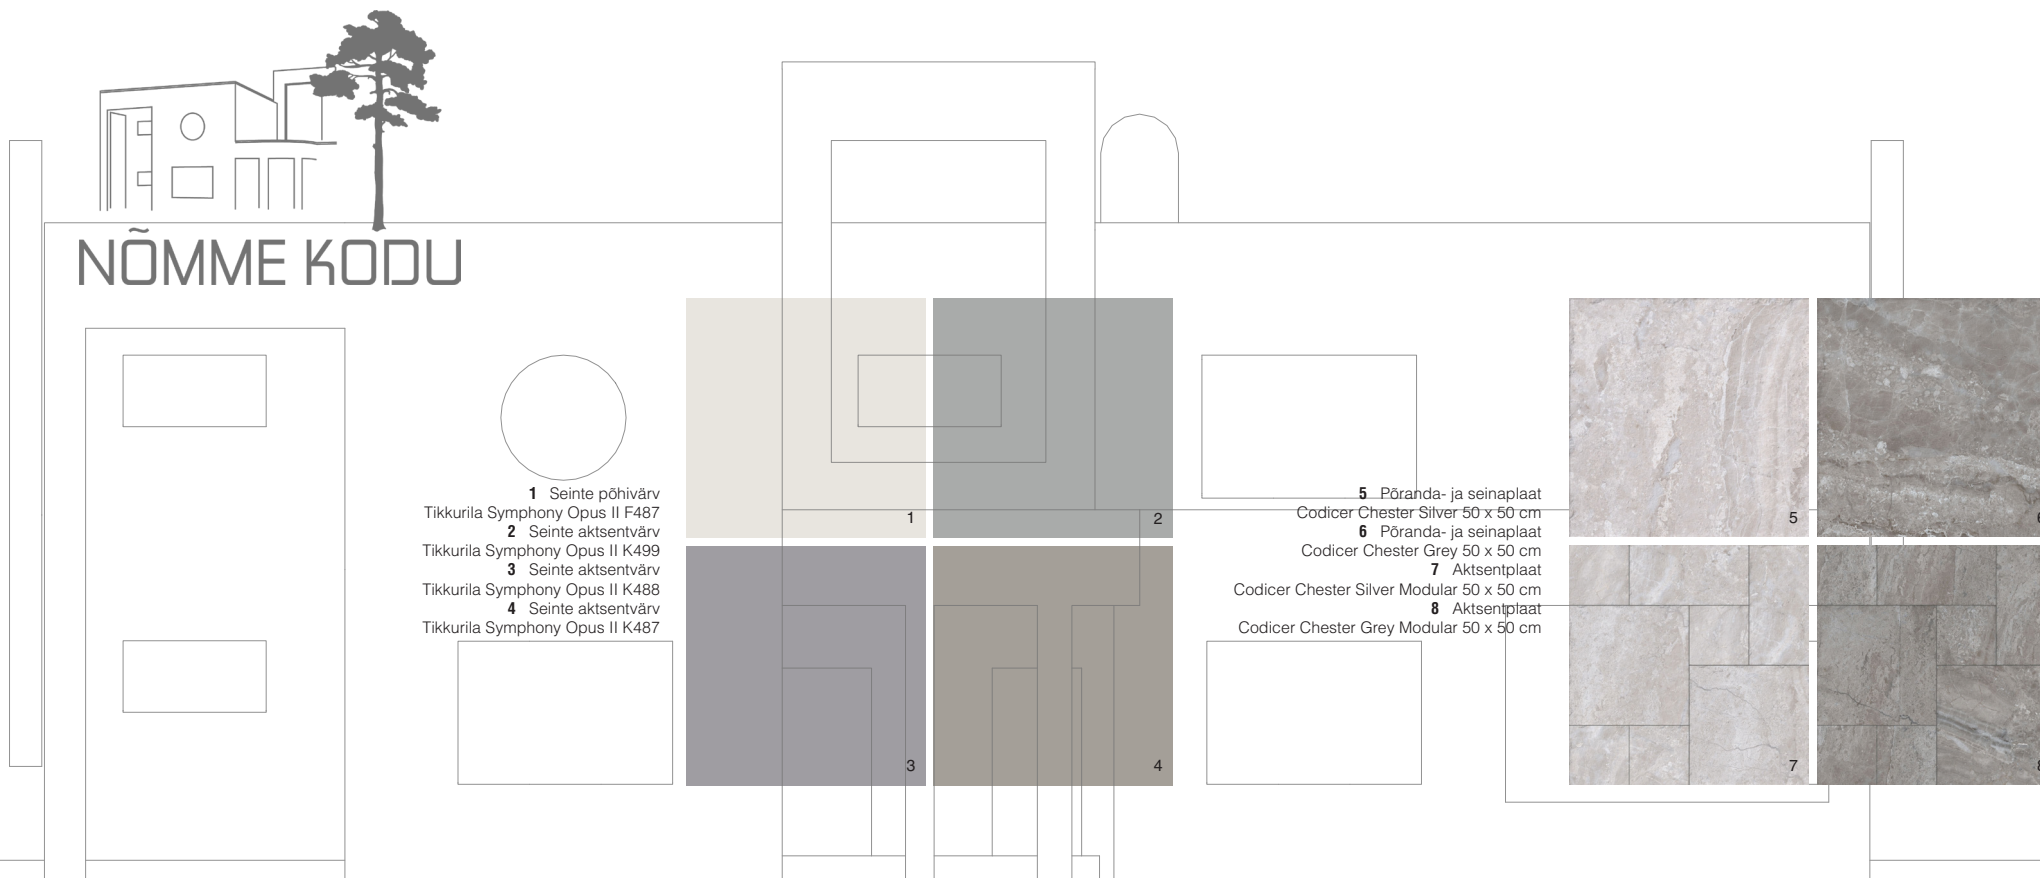 NÕMME KODU
1 Seinte põhivärv
Tikkurila Symphony Opus II F487
2 Seinte aktsentvärv
Tikkurila Symphony Opus II K499
3 Seinte aktsentvärv
Tikkurila Symphony Opus II K488
4 Seinte aktsentvärv
Tikkurila Symphony Opus II K487
1
2
3
4
5 Põranda- ja seinaplaat
Codicer Chester Silver 50 x 50 cm
6 Põranda- ja seinaplaat
Codicer Chester Grey 50 x 50 cm
7 Aktsentplaat
Codicer Chester Silver Modular 50 x 50 cm
8 Aktsentplaat
Codicer Chester Grey Modular 50 x 50 cm
5
6
7
8